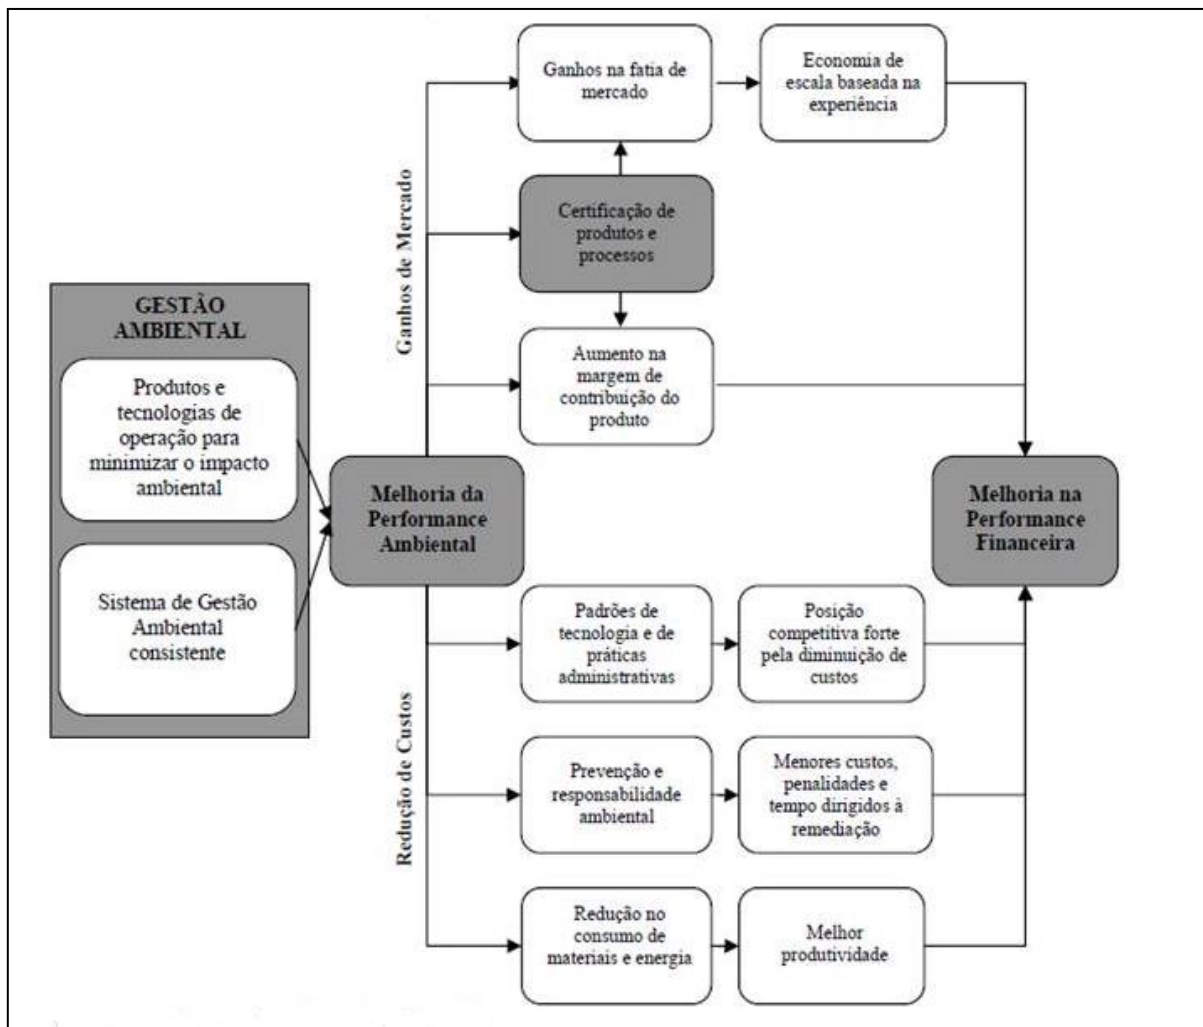 Ganhos na fatia de
mercado
Economia de
escala baseada na
experiência
Ganhos de Mercado
Certificação de
produtos e
processos
GESTÃO
AMBIENTAL
Aumento na
margem de
contribuição do
produto
Produtos e
tecnologias de
operação para
minimizar o impacto
ambiental
Melhoria da
Performance
Ambiental
Melhoria na
Performance
Financeira
Sistema de Gestão
Ambiental
consistente
Redução de Custos
Padrões de
tecnologia e de
práticas
administrativas
Posição
competitiva forte
pela diminuição de
custos
Prevenção e
responsabilidade
ambiental
Menores custos,
penalidades e
tempo dirigidos à
remediação
Redução no
consumo de
materiais e energia
Melhor
produtividade